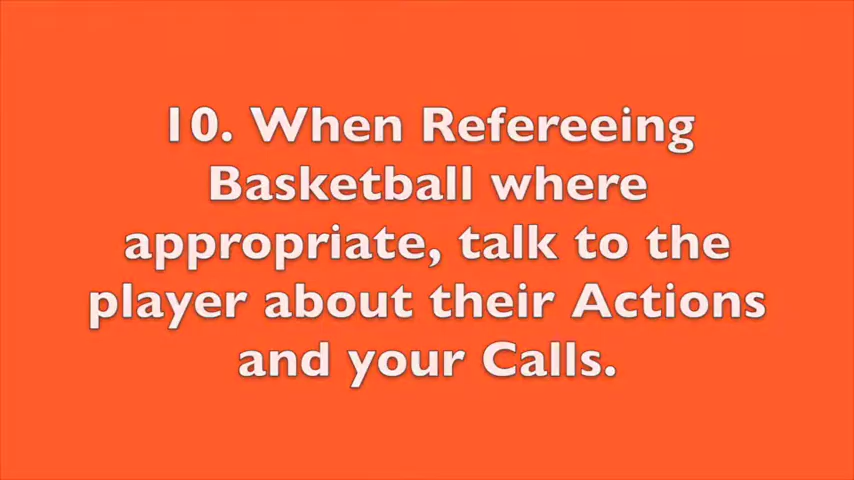 10. When Refereeing
Basketball where
appropriate, talk to the
player about their Actions
and your Calls.